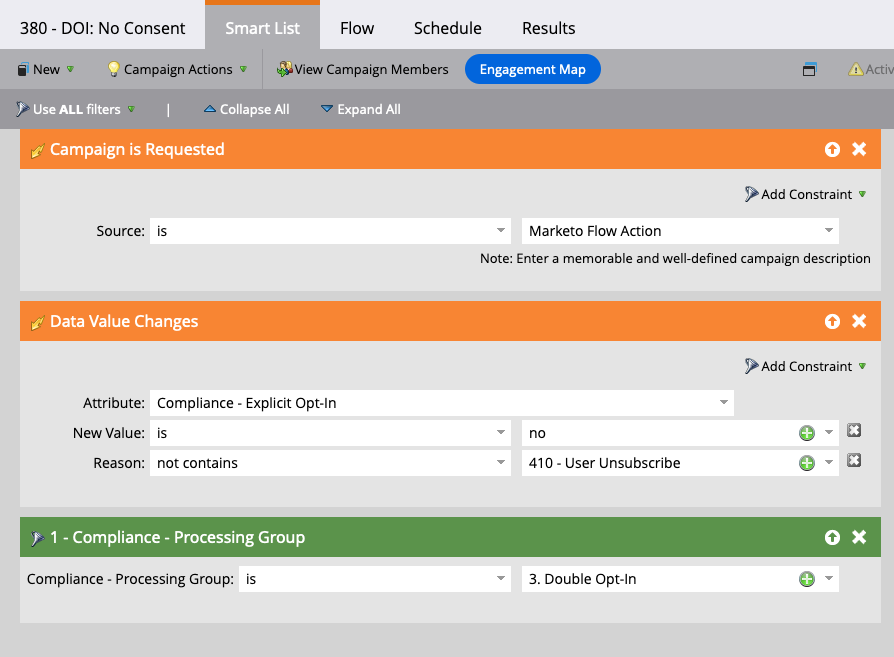 380 - DOI: No Consent Smart List Flow Schedule Results
New Campaign Actions View Campaign Members Engagement Map Activ
Use ALL filters | Collapse All Expand All
Campaign is Requested
Add Constraint
Source: is Marketo Flow Action
Note: Enter a memorable and well-defined campaign description
Data Value Changes
Add Constraint
Attribute: Compliance - Explicit Opt-In
New Value: is no
Reason: not contains 410 - User Unsubscribe
1 - Compliance - Processing Group
Compliance - Processing Group: is 3. Double Opt-In